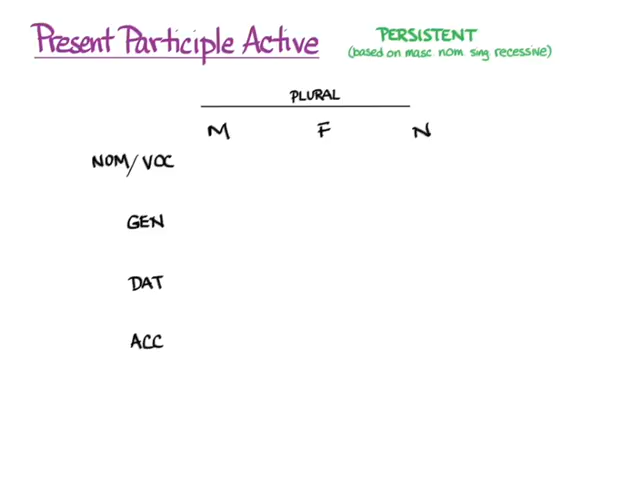 Present Participle Active
PERSISTENT
(based on masc. nom. sing recessive)
PLURAL
M F N
NOM/VOC
GEN
DAT
ACC